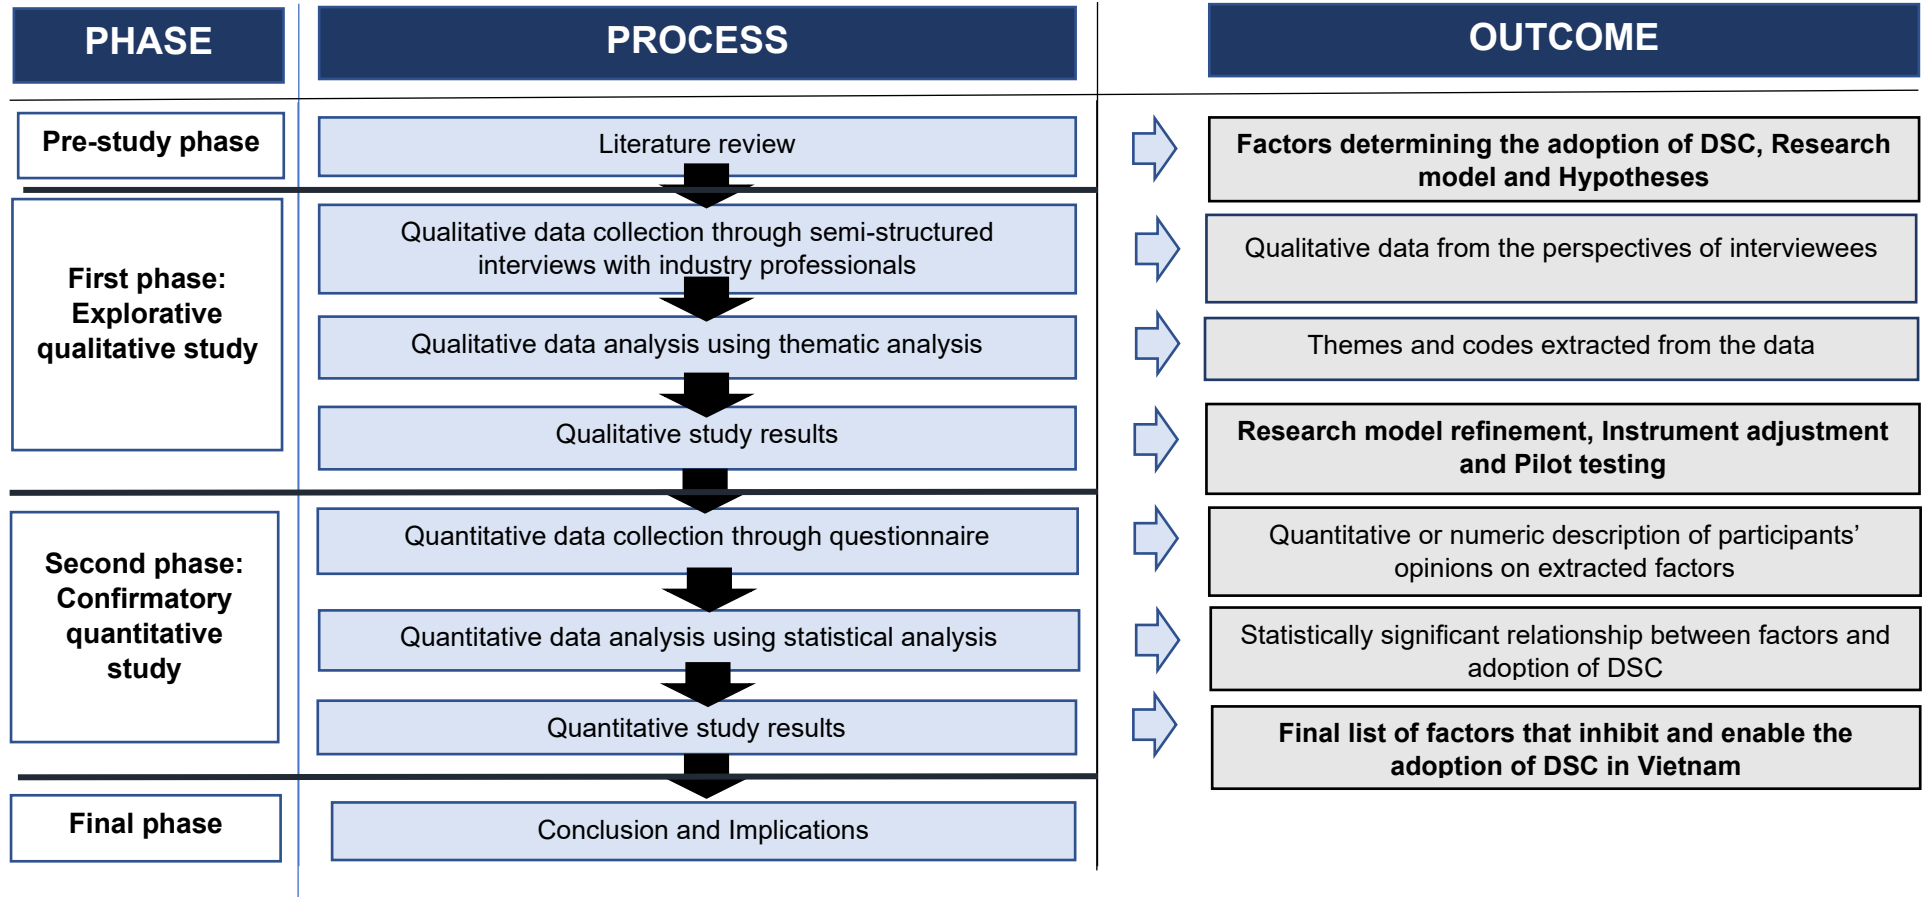 PHASE
PROCESS
OUTCOME
Pre-study phase
Literature review
Factors determining the adoption of DSC, Research
model and Hypotheses
First phase:
Explorative
qualitative study
Qualitative data collection through semi-structured
interviews with industry professionals
Qualitative data from the perspectives of interviewees
Qualitative data analysis using thematic analysis
Themes and codes extracted from the data
Qualitative study results
Research model refinement, Instrument adjustment
and Pilot testing
Second phase:
Confirmatory
quantitative
study
Quantitative data collection through questionnaire
Quantitative or numeric description of participants’
opinions on extracted factors
Quantitative data analysis using statistical analysis
Statistically significant relationship between factors and
adoption of DSC
Quantitative study results
Final list of factors that inhibit and enable the
adoption of DSC in Vietnam
Final phase
Conclusion and Implications